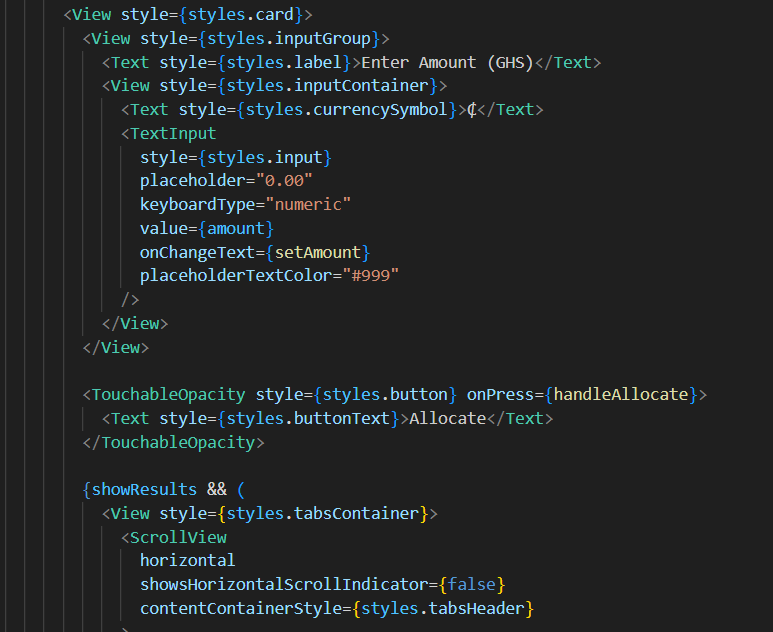 <View style={styles.card}>
<View style={styles.inputGroup}>
<Text style={styles.label}>Enter Amount (GHS)</Text>
<View style={styles.inputContainer}>
<Text style={styles.currencySymbol}>₵</Text>
<TextInput
style={styles.input}
placeholder="0.00"
keyboardType="numeric"
value={amount}
onChangeText={setAmount}
placeholderTextColor="#999"
/>
</View>
</View>
<TouchableOpacity style={styles.button} onPress={handleAllocate}>
<Text style={styles.buttonText}>Allocate</Text>
</TouchableOpacity>
{showResults && (
<View style={styles.tabsContainer}>
<ScrollView
horizontal
showsHorizontalScrollIndicator={false}
contentContainerStyle={styles.tabsHeader}
>